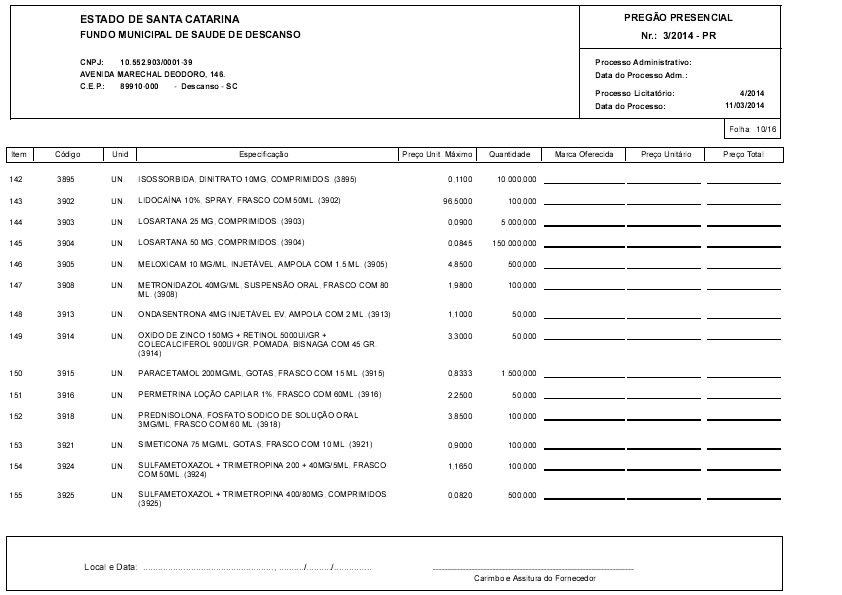 ESTADO DE SANTA CATARINA
FUNDO MUNICIPAL DE SAUDE DE DESCANSO
CNPJ: 10.552.903/0001-39
AVENIDA MARECHAL DEODORO, 146.
C.E.P.: 89910-000 - Descanso - SC
PREGÃO PRESENCIAL
Nr.: 3/2014 - PR
Processo Administrativo:
Data do Processo Adm.:
Processo Licitatório: 4/2014
Data do Processo: 11/03/2014
Folha: 10/16
Item Código Unid Especificação Preço Unit. Máximo Quantidade Marca Oferecida Preço Unitário Preço Total
142 3895 UN. ISOSSORBIDA, DINITRATO 10MG, COMPRIMIDOS. (3895) 0,1100 10.000,000
143 3902 UN. LIDOCAÍNA 10%, SPRAY, FRASCO COM 50ML. (3902) 96,5000 100,000
144 3903 UN. LOSARTANA 25 MG, COMPRIMIDOS. (3903) 0,0900 5.000,000
145 3904 UN. LOSARTANA 50 MG, COMPRIMIDOS. (3904) 0,0845 150.000,000
146 3905 UN. MELOXICAM 10 MG/ML, INJETÁVEL, AMPOLA COM 1,5 ML. (3905) 4,8500 500,000
147 3908 UN. METRONIDAZOL 40MG/ML, SUSPENSÃO ORAL, FRASCO COM 80 1,9800 100,000
ML. (3908)
148 3913 UN. ONDASENTRONA 4MG INJETÁVEL EV, AMPOLA COM 2 ML. (3913) 1,1000 50,000
149 3914 UN. OXIDO DE ZINCO 150MG + RETINOL 5000UI/GR + 3,3000 50,000
COLECALCIFEROL 900UI/GR, POMADA, BISNAGA COM 45 GR.
(3914)
150 3915 UN. PARACETAMOL 200MG/ML, GOTAS, FRASCO COM 15 ML. (3915) 0,8333 1.500,000
151 3916 UN. PERMETRINA LOÇÃO CAPILAR 1%, FRASCO COM 60ML. (3916) 2,2500 50,000
152 3918 UN. PREDNISOLONA, FOSFATO SODICO DE SOLUÇÃO ORAL 3,8500 100,000
3MG/ML, FRASCO COM 60 ML. (3918)
153 3921 UN. SIMETICONA 75 MG/ML, GOTAS, FRASCO COM 10 ML. (3921) 0,9000 100,000
154 3924 UN. SULFAMETOXAZOL + TRIMETROPINA 200 + 40MG/5ML, FRASCO 1,1650 100,000
COM 50ML. (3924)
155 3925 UN. SULFAMETOXAZOL + TRIMETROPINA 400/80MG, COMPRIMIDOS. 0,0820 500,000
(3925)
Local e Data: ................................................, ........../........../..............
Carimbo e Assitura do Fornecedor